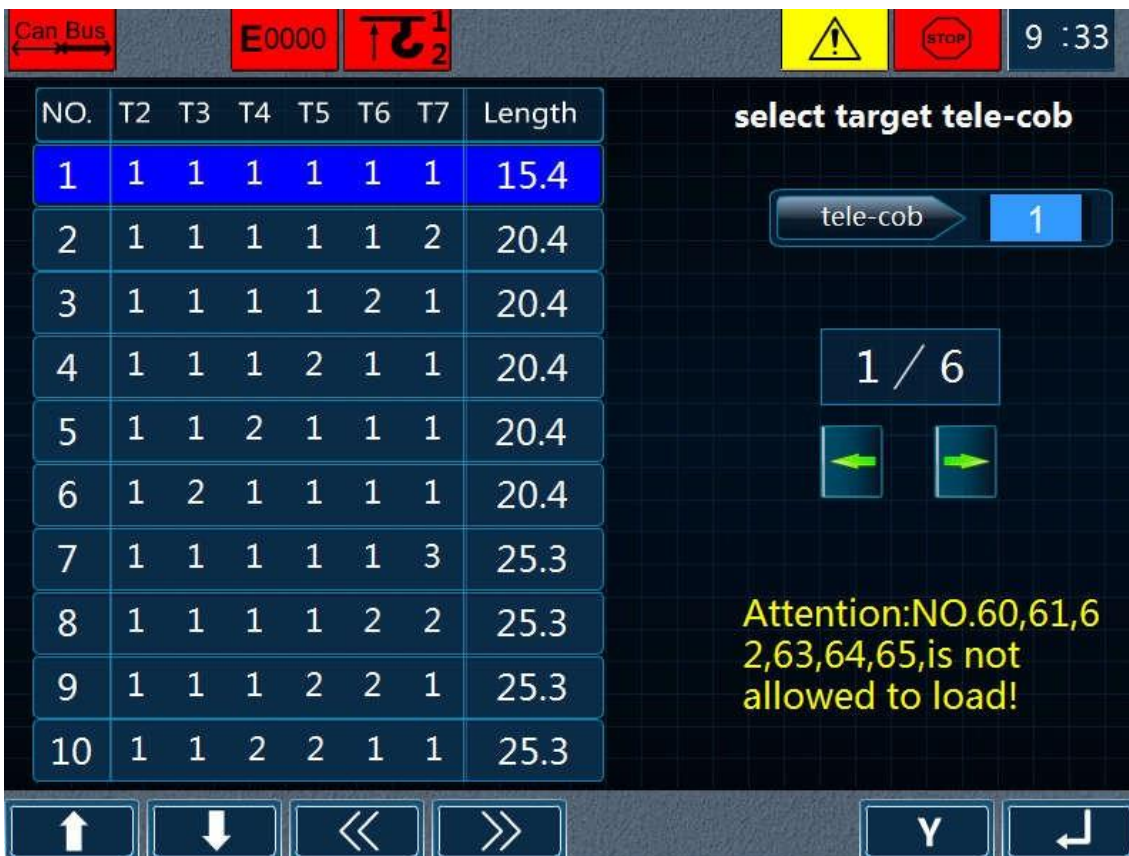 Can Bus E0000 1 2 STOP 9 :33
NO. T2 T3 T4 T5 T6 T7 Length
select target tele-cob
1 1 1 1 1 1 1 15.4
tele-cob 1
2 1 1 1 1 1 2 20.4
3 1 1 1 1 2 1 20.4
4 1 1 1 2 1 1 20.4
1 / 6
5 1 1 2 1 1 1 20.4
6 1 2 1 1 1 1 20.4
7 1 1 1 1 1 3 25.3
8 1 1 1 1 2 2 25.3
9 1 1 1 2 2 1 25.3
10 1 1 2 2 1 1 25.3
Attention:NO.60,61,6
2,63,64,65,is not
allowed to load!
Y